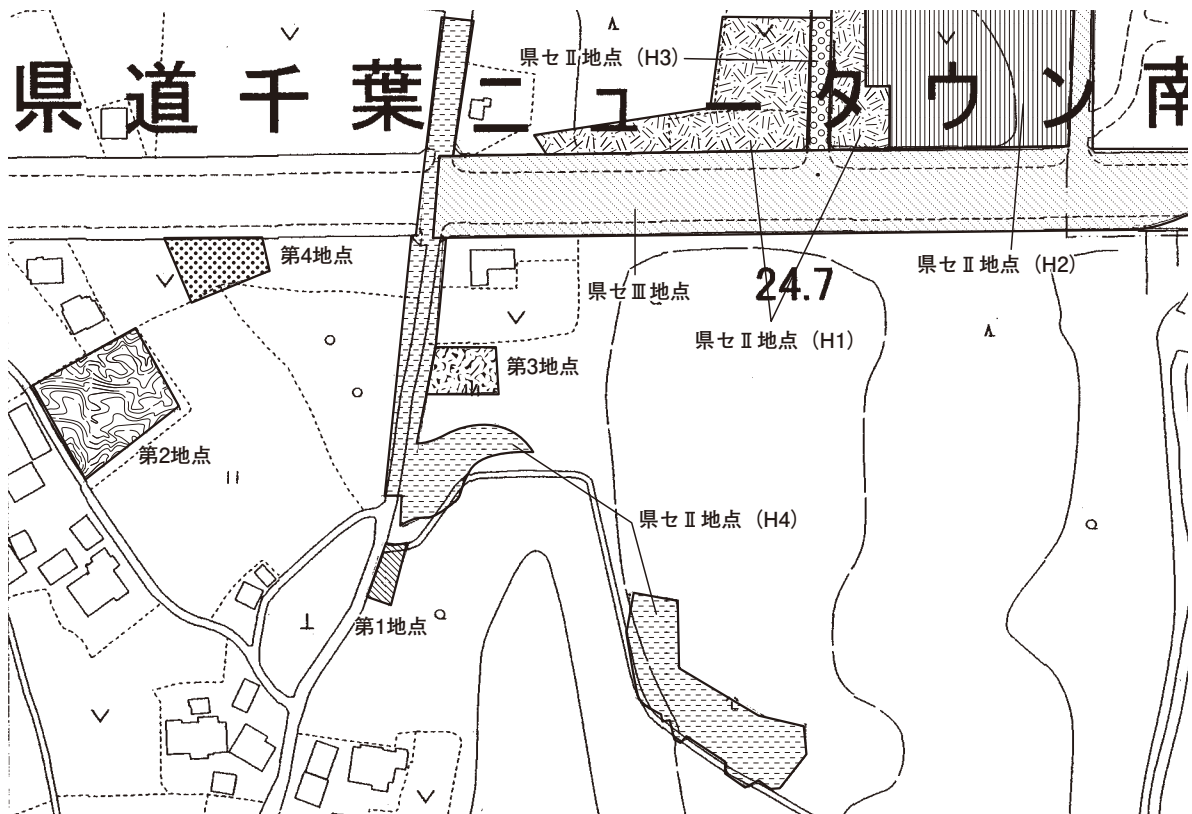 県セⅡ地点（H3）
県道千葉ニュータウン南
第4地点
県セⅡ地点（H2）
県セⅢ地点
24.7
県セⅡ地点（H1）
第3地点
第2地点
県セⅡ地点（H4）
第1地点